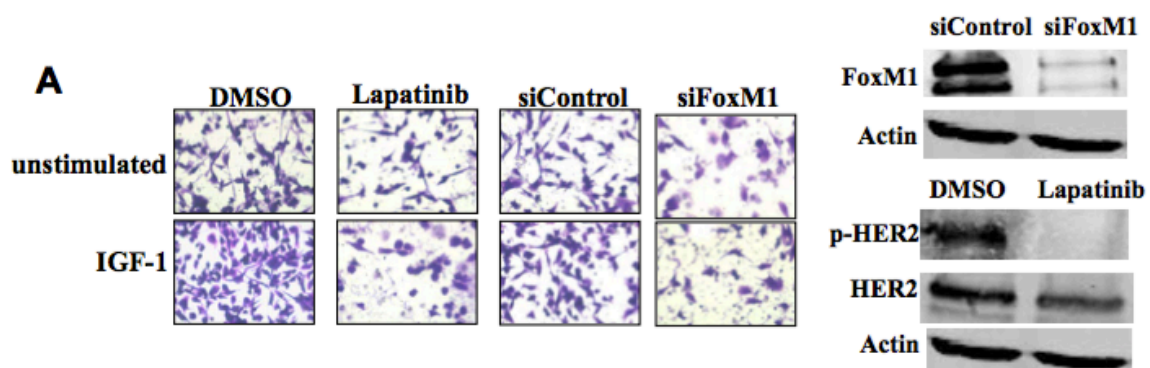 A
DMSO Lapatinib siControl siFoxM1
unstimulated
IGF-1
siControl siFoxM1
FoxM1
Actin
DMSO Lapatinib
p-HER2
HER2
Actin